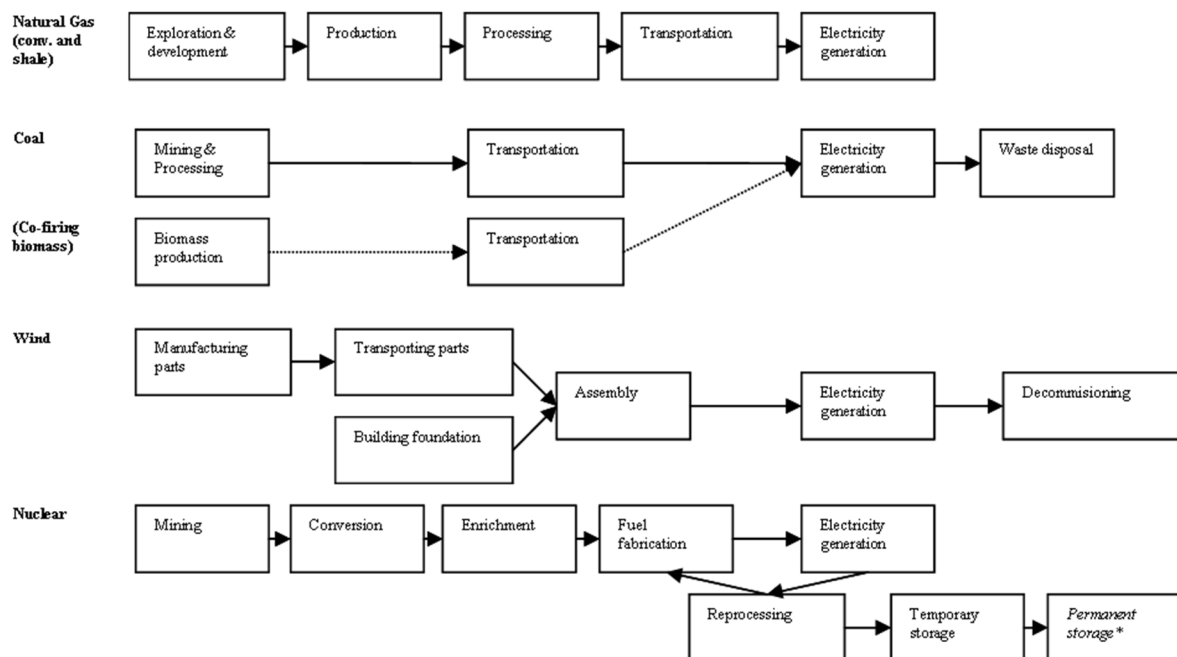 Natural Gas
(conv. and
shale)
Exploration &
development
Production
Processing
Transportation
Electricity
generation
Coal
Mining &
Processing
Transportation
Electricity
generation
Waste disposal
(Co-firing
biomass)
Biomass
production
Transportation
Wind
Manufacturing
parts
Transporting parts
Building foundation
Assembly
Electricity
generation
Decommisioning
Nuclear
Mining
Conversion
Enrichment
Fuel
fabrication
Electricity
generation
Reprocessing
Temporary
storage
Permanent
storage*